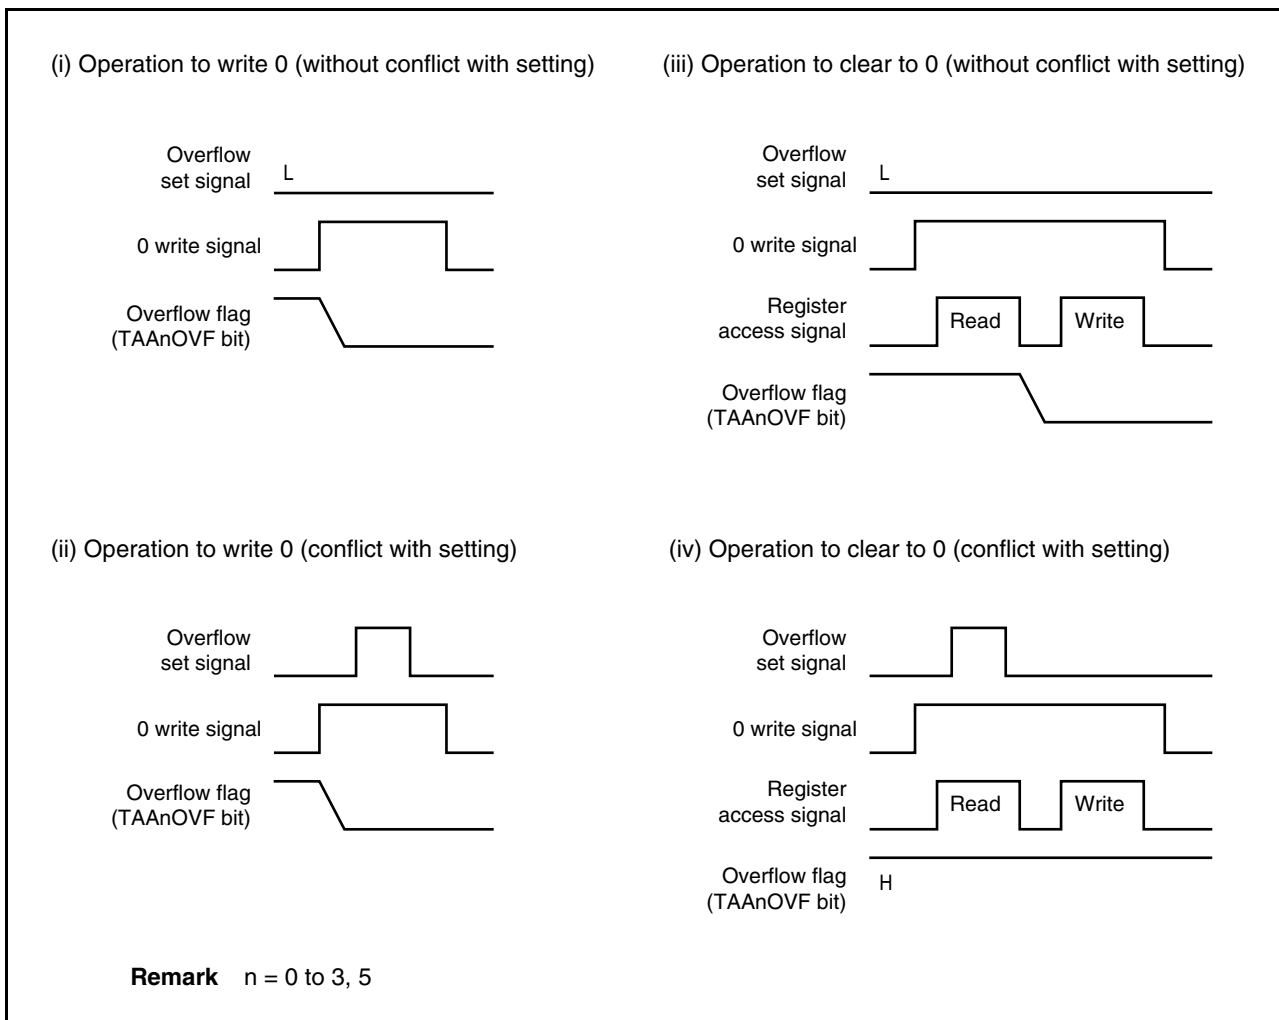 (i) Operation to write 0 (without conflict with setting)
Overflow
set signal
L
0 write signal
Overflow flag
(TAAnOVF bit)
(iii) Operation to clear to 0 (without conflict with setting)
Overflow
set signal
L
0 write signal
Register
access signal
Read
Write
Overflow flag
(TAAnOVF bit)
(ii) Operation to write 0 (conflict with setting)
Overflow
set signal
0 write signal
Overflow flag
(TAAnOVF bit)
(iv) Operation to clear to 0 (conflict with setting)
Overflow
set signal
0 write signal
Register
access signal
Read
Write
Overflow flag
(TAAnOVF bit)
H
Remark n = 0 to 3, 5